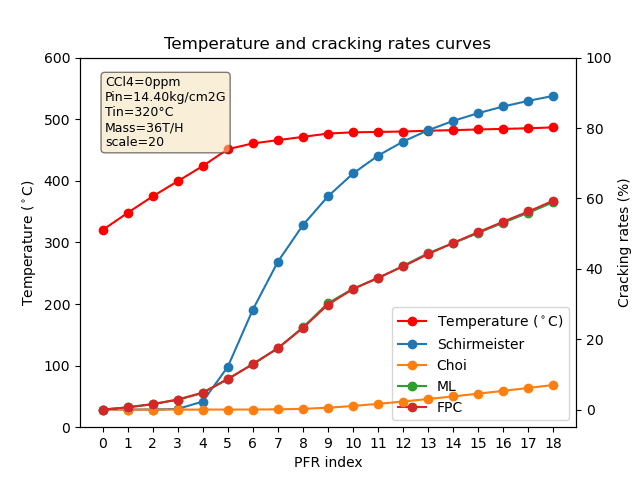 Temperature and cracking rates curves
CCl4=0ppm
Pin=14.40kg/cm2G
Tin=320°C
Mass=36T/H
scale=20
Temperature (°C)
600
500
400
300
200
100
0
Cracking rates (%)
100
80
60
40
20
0
Temperature (°C)
Schirmeister
Choi
ML
FPC
0 1 2 3 4 5 6 7 8 9 10 11 12 13 14 15 16 17 18
PFR index